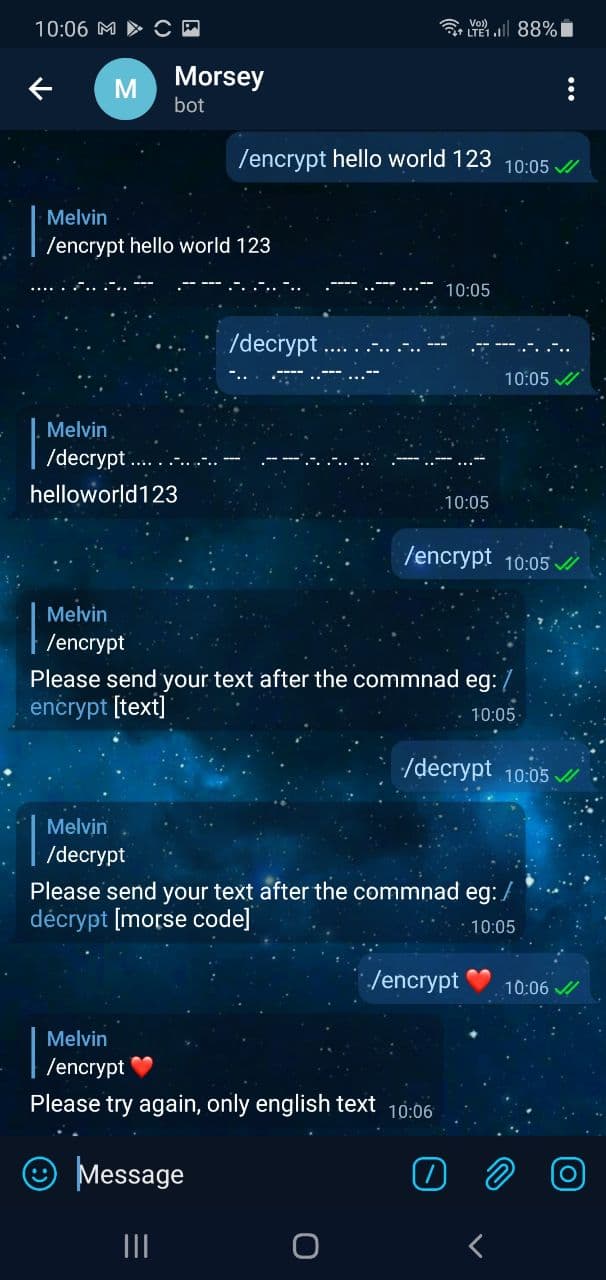 10:06
Vo)) LTE1 88%
M Morsey
bot
/encrypt hello world 123 10:05
Melvin
/encrypt hello world 123
.... . .-.. .-.. --- .-- --- .-. .-.. -.. .---- ..--- ...-- 10:05
/decrypt .... . .-.. .-.. --- .-- --- .-. .-..
-.. .---- ..--- ...-- 10:05
Melvin
/decrypt .... . .-.. .-.. --- .-- --- .-. .-.. -.. .---- ..--- ...--
helloworld123 10:05
/encrypt 10:05
Melvin
/encrypt
Please send your text after the commnad eg: /
encrypt [text] 10:05
/decrypt 10:05
Melvin
/decrypt
Please send your text after the commnad eg: /
decrypt [morse code] 10:05
/encrypt ❤️ 10:06
Melvin
/encrypt ❤️
Please try again, only english text 10:06
Message